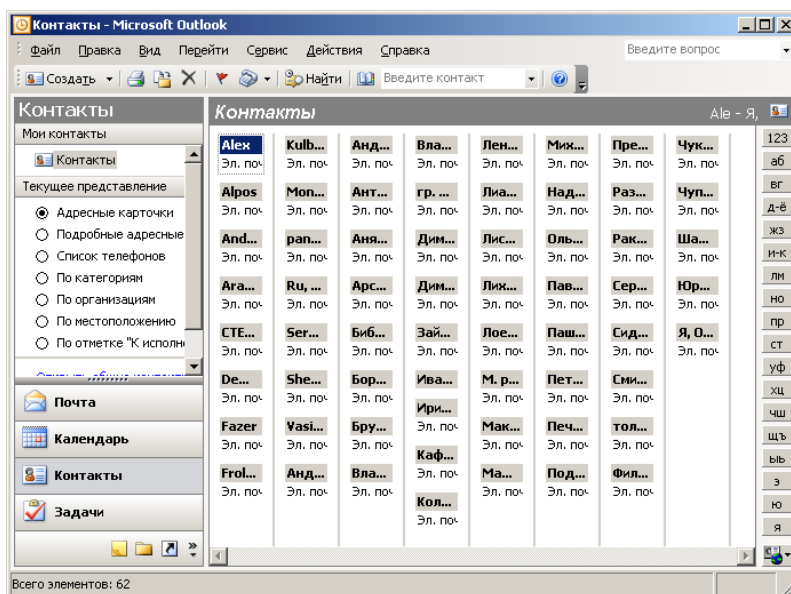 Контакты - Microsoft Outlook
Файл Правка Вид Перейти Сервис Действия Справка Введите вопрос
Создать Найти Введите контакт
Контакты
Мои контакты
Контакты
Текущее представление
Адресные карточки
Подробные адресные
Список телефонов
По категориям
По организациям
По местоположению
По отметке "К исполн
Почта
Календарь
Контакты
Задачи
Контакты Ale - Я,
Alex
Эл. поч
Alpos
Эл. поч
And...
Эл. поч
Ara...
Эл. поч
CTE...
Эл. поч
De...
Эл. поч
Fazer
Эл. поч
Frol...
Эл. поч
Kulb...
Эл. поч
Mon...
Эл. поч
pan...
Эл. поч
Ru, ...
Эл. поч
Ser...
Эл. поч
She...
Эл. поч
Vasi...
Эл. поч
Анд...
Эл. поч
Анд...
Эл. поч
Ант...
Эл. поч
Аня...
Эл. поч
Арс...
Эл. поч
Биб...
Эл. поч
Бор...
Эл. поч
Бру...
Эл. поч
Вла...
Эл. поч
Вла...
Эл. поч
гр. ...
Эл. поч
Дим...
Эл. поч
Дим...
Эл. поч
Зай...
Эл. поч
Ива...
Ири...
Эл. поч
Каф...
Эл. поч
Кол...
Эл. поч
Лен...
Эл. поч
Лиа...
Эл. поч
Лис...
Эл. поч
Лих...
Эл. поч
Лое...
Эл. поч
М. р...
Эл. поч
Мак...
Эл. поч
Ма...
Эл. поч
Мих...
Эл. поч
Над...
Эл. поч
Оль...
Эл. поч
Пав...
Эл. поч
Паш...
Эл. поч
Пет...
Эл. поч
Печ...
Эл. поч
Под...
Эл. поч
Пре...
Эл. поч
Раз...
Эл. поч
Рак...
Эл. поч
Сер...
Эл. поч
Сид...
Эл. поч
Сми...
Эл. поч
тол...
Эл. поч
Фил...
Эл. поч
Чук...
Эл. поч
Чуп...
Эл. поч
Ша...
Эл. поч
Юр...
Эл. поч
Я, О...
Эл. поч
123
аб
вг
д-ё
жз
и-к
лм
но
пр
ст
уф
хц
чш
щъ
ыь
э
ю
я
Всего элементов: 62